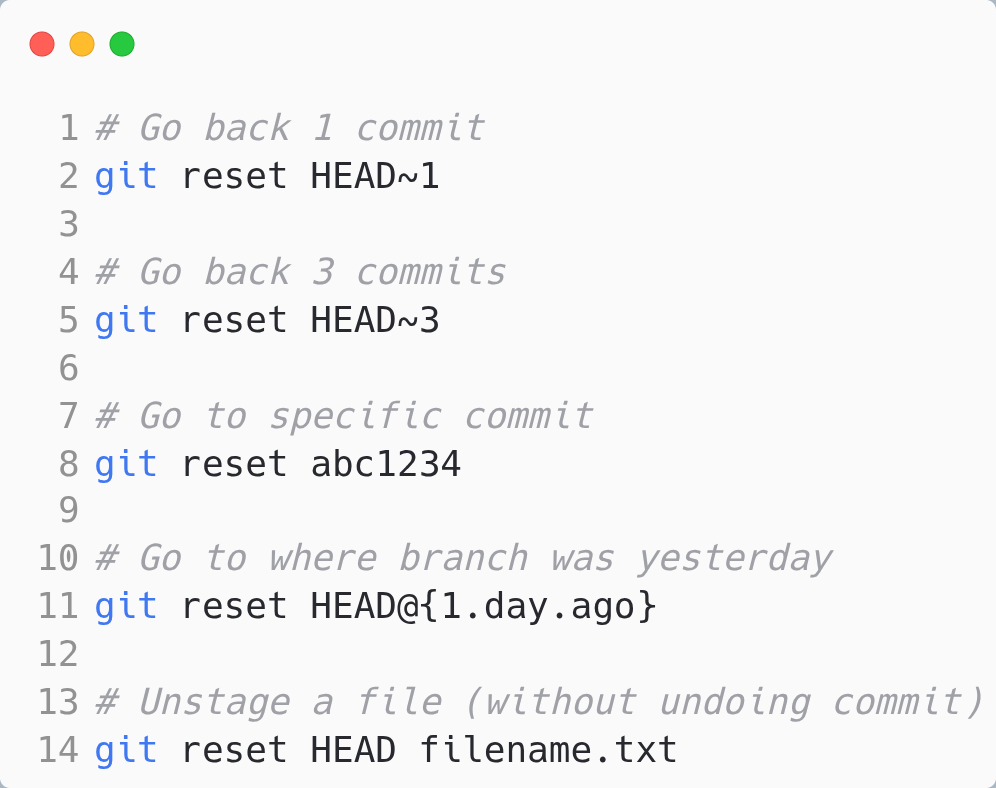 1 # Go back 1 commit
2 git reset HEAD~1
3
4 # Go back 3 commits
5 git reset HEAD~3
6
7 # Go to specific commit
8 git reset abc1234
9
10 # Go to where branch was yesterday
11 git reset HEAD@{1.day.ago}
12
13 # Unstage a file (without undoing commit)
14 git reset HEAD filename.txt